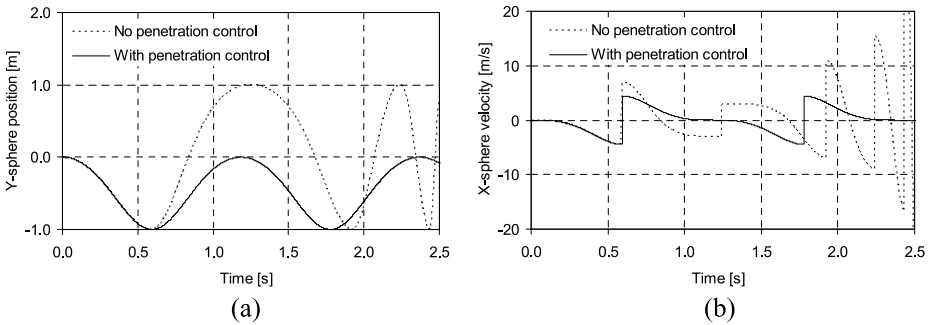 2.0
No penetration control
With penetration control
1.0
0.0
-1.0
Y-sphere position [m]
0.0 0.5 1.0 1.5 2.0 2.5
Time [s]
(a)
20
No penetration control
With penetration control
10
0
-10
-20
X-sphere velocity [m/s]
0.0 0.5 1.0 1.5 2.0 2.5
Time [s]
(b)